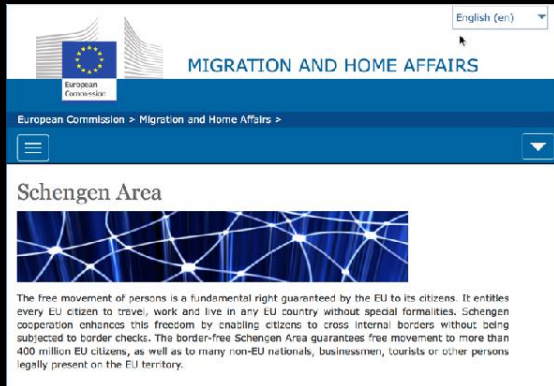 English (en)
MIGRATION AND HOME AFFAIRS
European
Commission
European Commission > Migration and Home Affairs >
Schengen Area
The free movement of persons is a fundamental right guaranteed by the EU to its citizens. It entitles
every EU citizen to travel, work and live in any EU country without special formalities. Schengen
cooperation enhances this freedom by enabling citizens to cross internal borders without being
subjected to border checks. The border-free Schengen Area guarantees free movement to more than
400 million EU citizens, as well as to many non-EU nationals, businessmen, tourists or other persons
legally present on the EU territory.